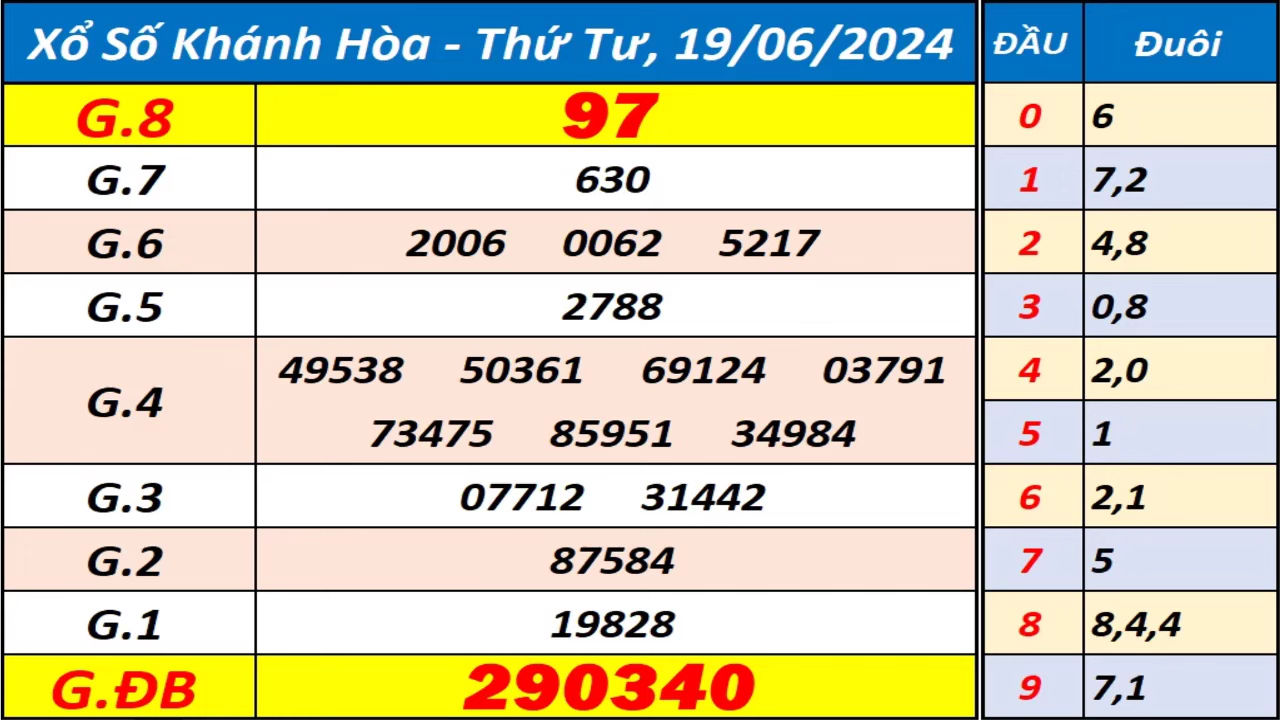 Xổ Số Khánh Hòa - Thứ Tư, 19/06/2024 ĐẦU Đuôi
G.8 97 0 6
G.7 630 1 7,2
G.6 2006 0062 5217 2 4,8
G.5 2788 3 0,8
49538 50361 69124 03791 4 2,0
G.4
73475 85951 34984 5 1
G.3 07712 31442 6 2,1
G.2 87584 7 5
G.1 19828 8 8,4,4
G.ĐB 290340 9 7,1